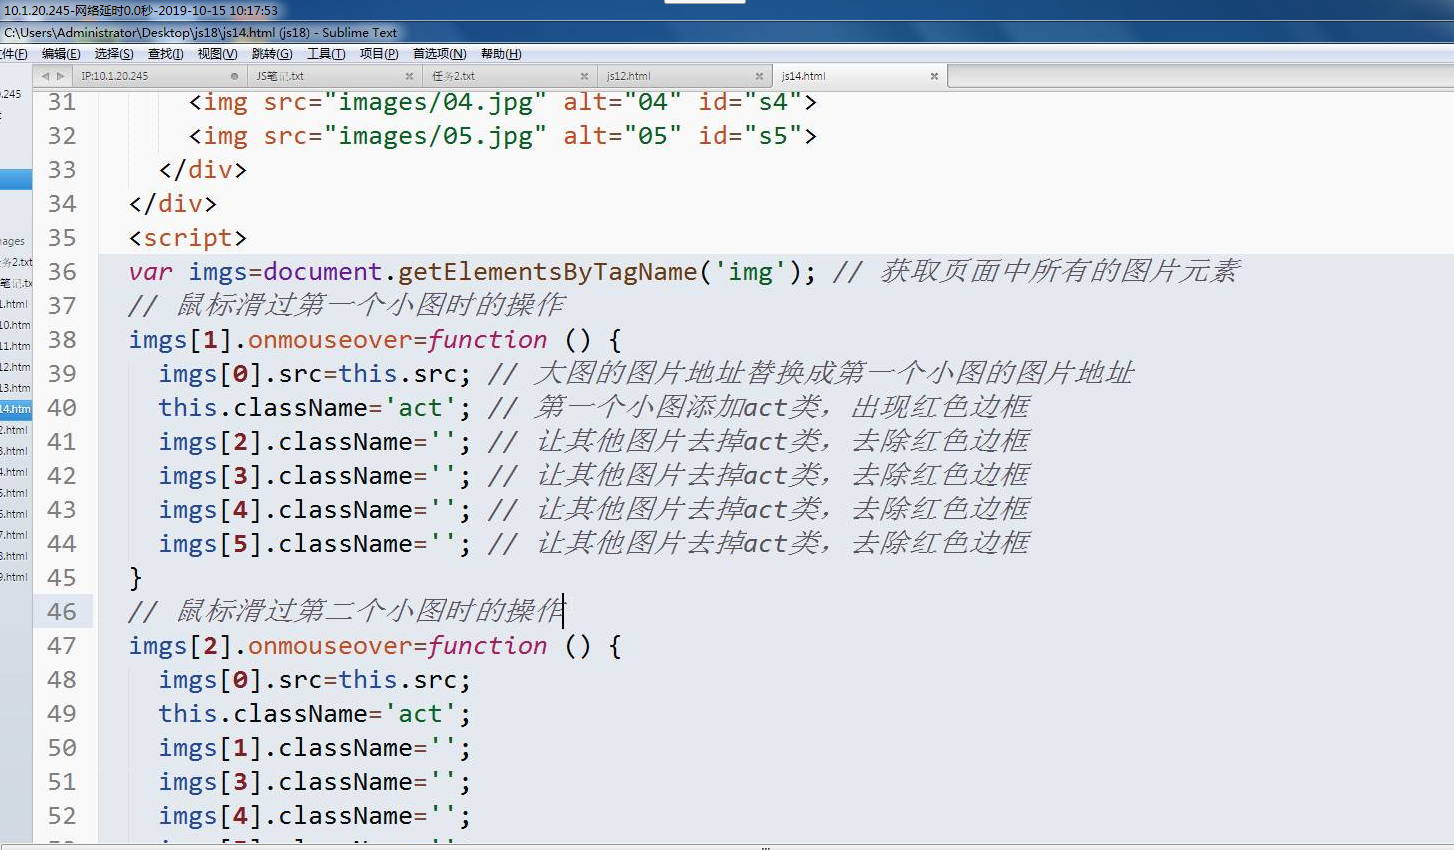 10.1.20.245-网络延时0.0秒-2019-10-15 10:17:53
C:\Users\Administrator\Desktop\js18\js14.html (js18) - Sublime Text
件(F) 编辑(E) 选择(S) 查找(I) 视图(V) 跳转(G) 工具(T) 项目(P) 首选项(N) 帮助(H)
IP:10.1.20.245 JS笔记.txt 任务2.txt js12.html js14.html
.245
ages
务2.txt
笔记.tx
.html
10.htm
11.htm
12.htm
13.htm
14.htm
2.html
3.html
4.html
5.html
6.html
7.html
8.html
9.html
31 <img src="images/04.jpg" alt="04" id="s4">
32 <img src="images/05.jpg" alt="05" id="s5">
33 </div>
34 </div>
35 <script>
36 var imgs=document.getElementsByTagName('img'); // 获取页面中所有的图片元素
37 // 鼠标滑过第一个小图时的操作
38 imgs[1].onmouseover=function () {
39 imgs[0].src=this.src; // 大图的图片地址替换成第一个小图的图片地址
40 this.className='act'; // 第一个小图添加act类，出现红色边框
41 imgs[2].className=''; // 让其他图片去掉act类，去除红色边框
42 imgs[3].className=''; // 让其他图片去掉act类，去除红色边框
43 imgs[4].className=''; // 让其他图片去掉act类，去除红色边框
44 imgs[5].className=''; // 让其他图片去掉act类，去除红色边框
45 }
46 // 鼠标滑过第二个小图时的操作
47 imgs[2].onmouseover=function () {
48 imgs[0].src=this.src;
49 this.className='act';
50 imgs[1].className='';
51 imgs[3].className='';
52 imgs[4].className='';